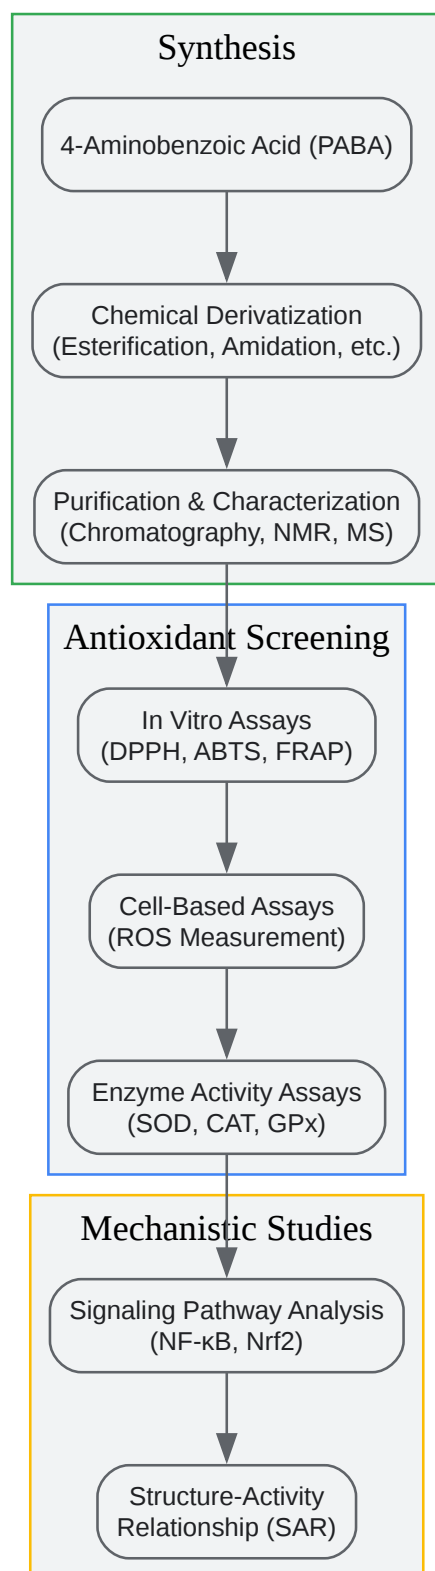 Synthesis
4-Aminobenzoic Acid (PABA)
Chemical Derivatization
(Esterification, Amidation, etc.)
Purification & Characterization
(Chromatography, NMR, MS)
Antioxidant Screening
In Vitro Assays
(DPPH, ABTS, FRAP)
Cell-Based Assays
(ROS Measurement)
Enzyme Activity Assays
(SOD, CAT, GPx)
Mechanistic Studies
Signaling Pathway Analysis
(NF-κB, Nrf2)
Structure-Activity
Relationship (SAR)